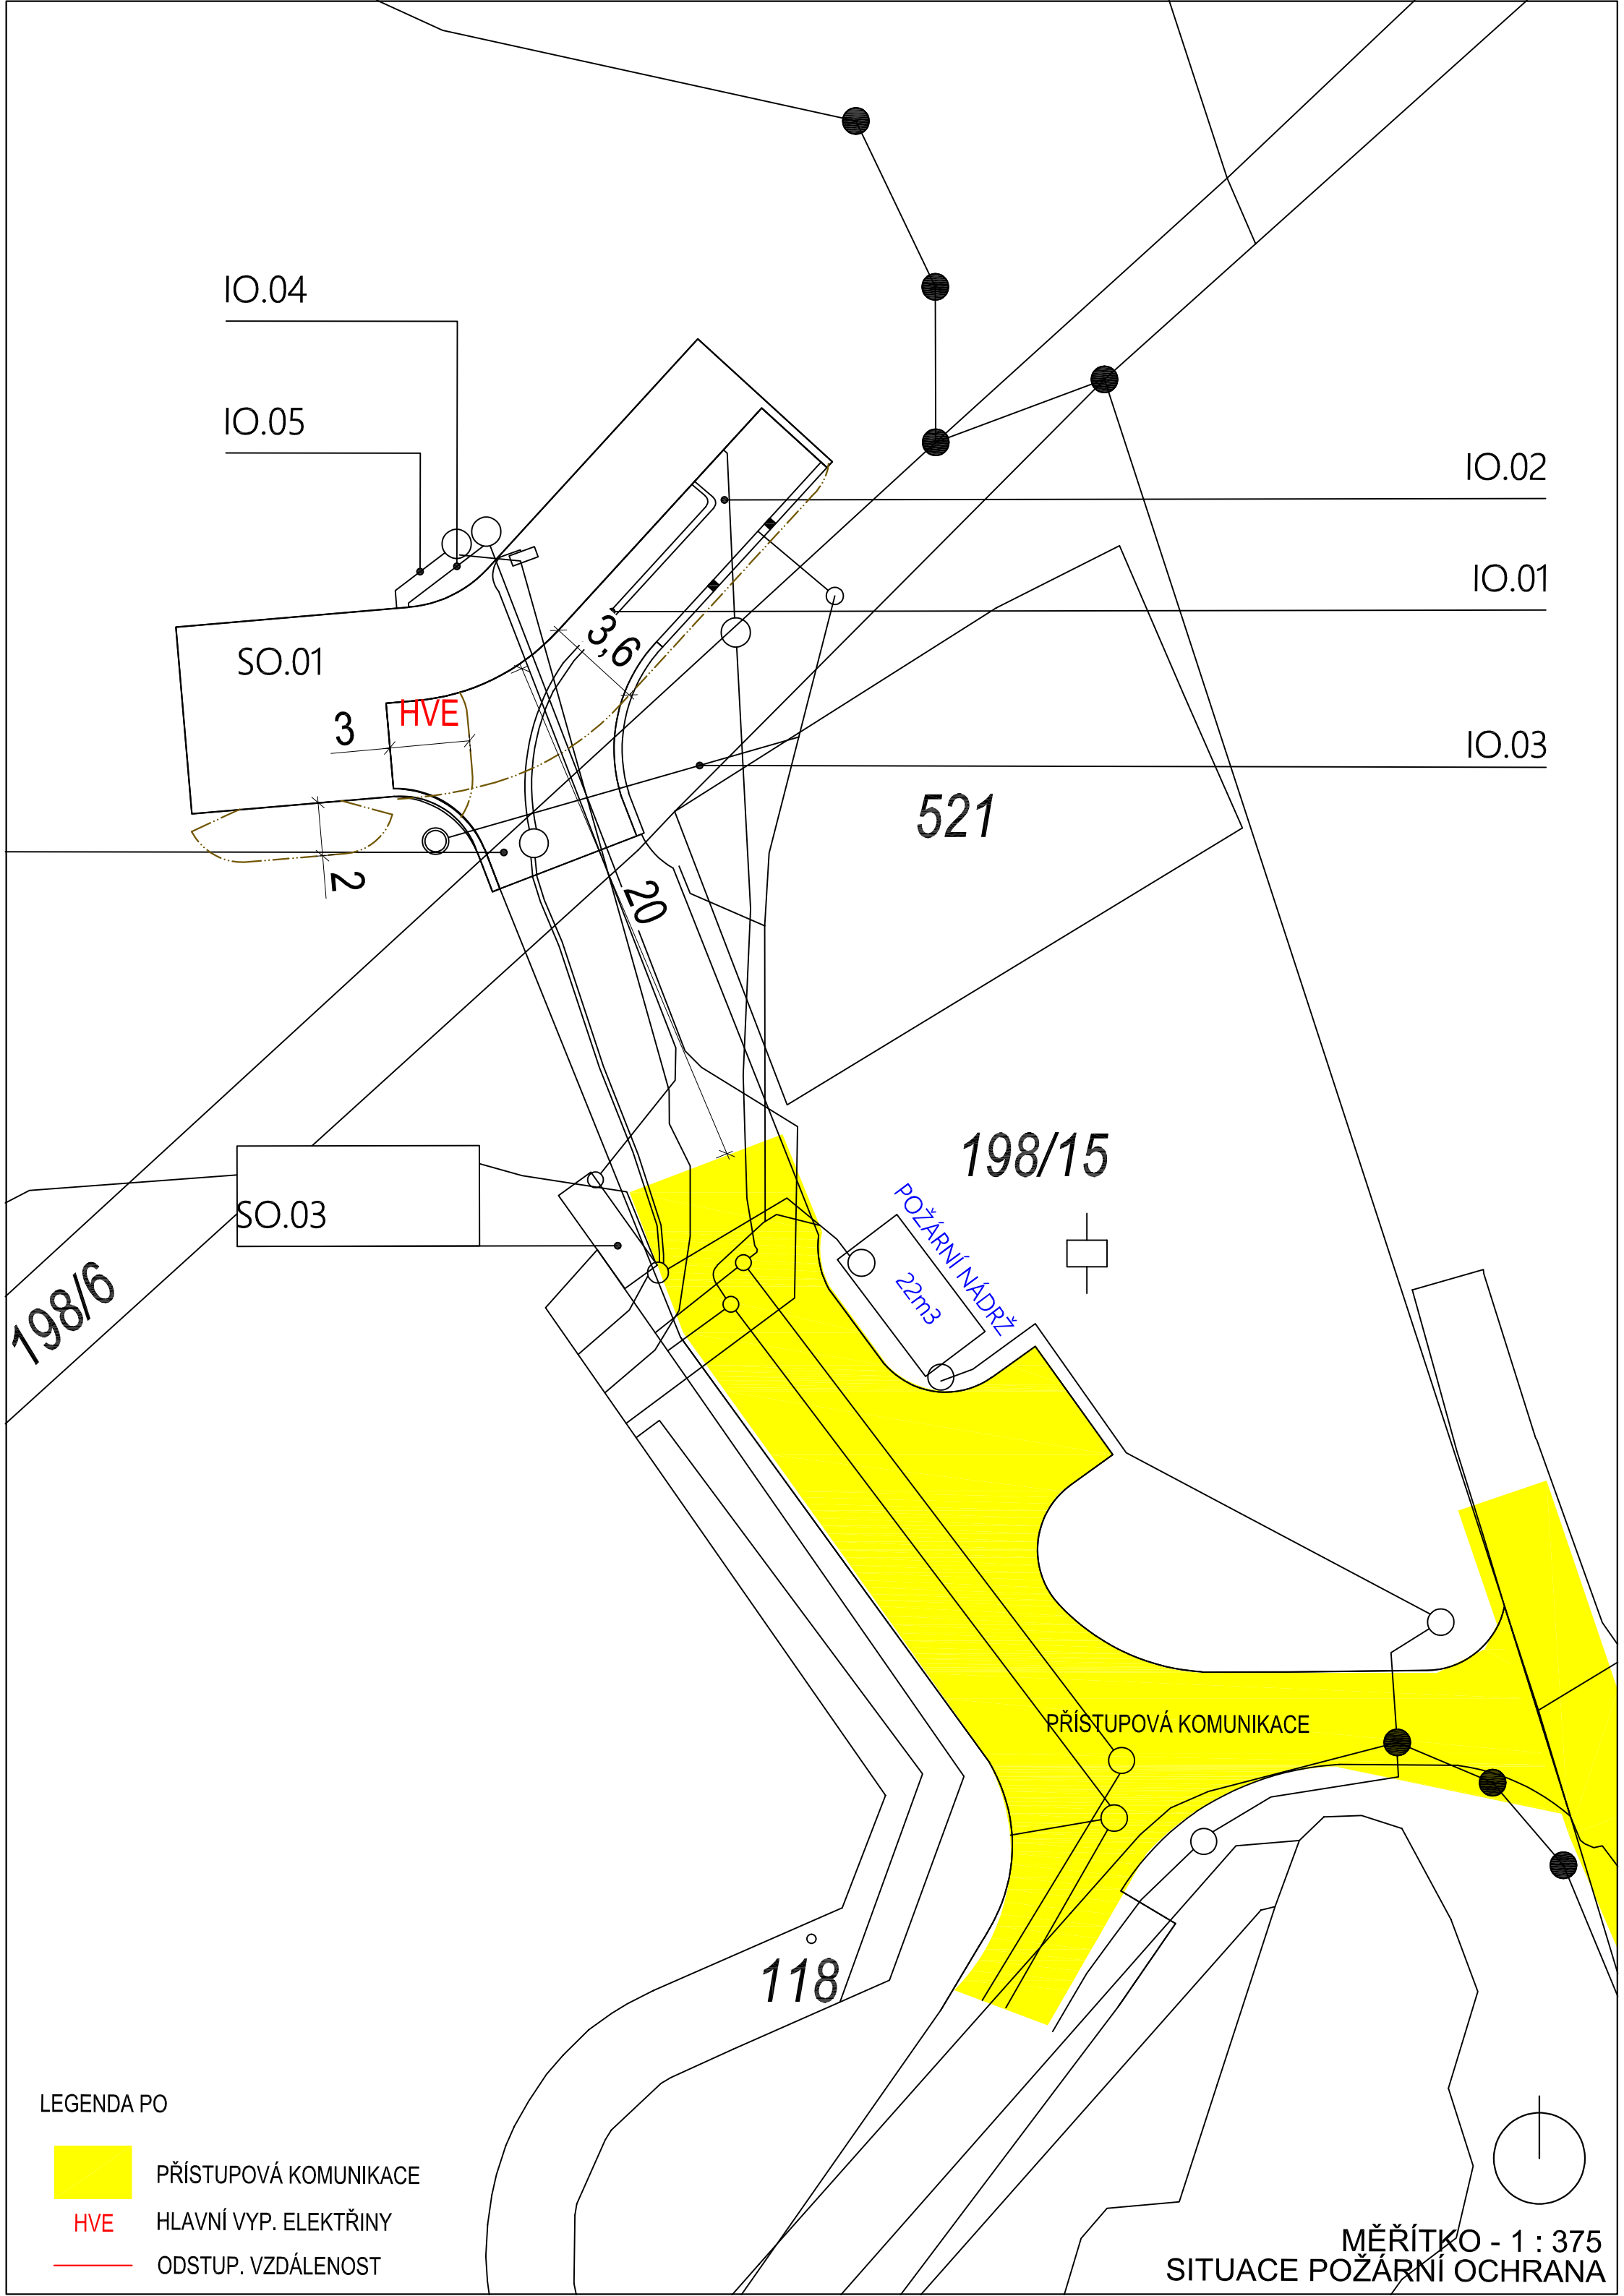 IO.04
IO.05
IO.02
IO.01
IO.03
SO.01
HVE
3
3,6
2
20
521
198/15
SO.03
198/6
POŽÁRNÍ NÁDRŽ
22m3
PŘÍSTUPOVÁ KOMUNIKACE
118
LEGENDA PO
PŘÍSTUPOVÁ KOMUNIKACE
HVE HLAVNÍ VYP. ELEKTŘINY
ODSTUP. VZDÁLENOST
MĚŘÍTKO - 1 : 375
SITUACE POŽÁRNÍ OCHRANA